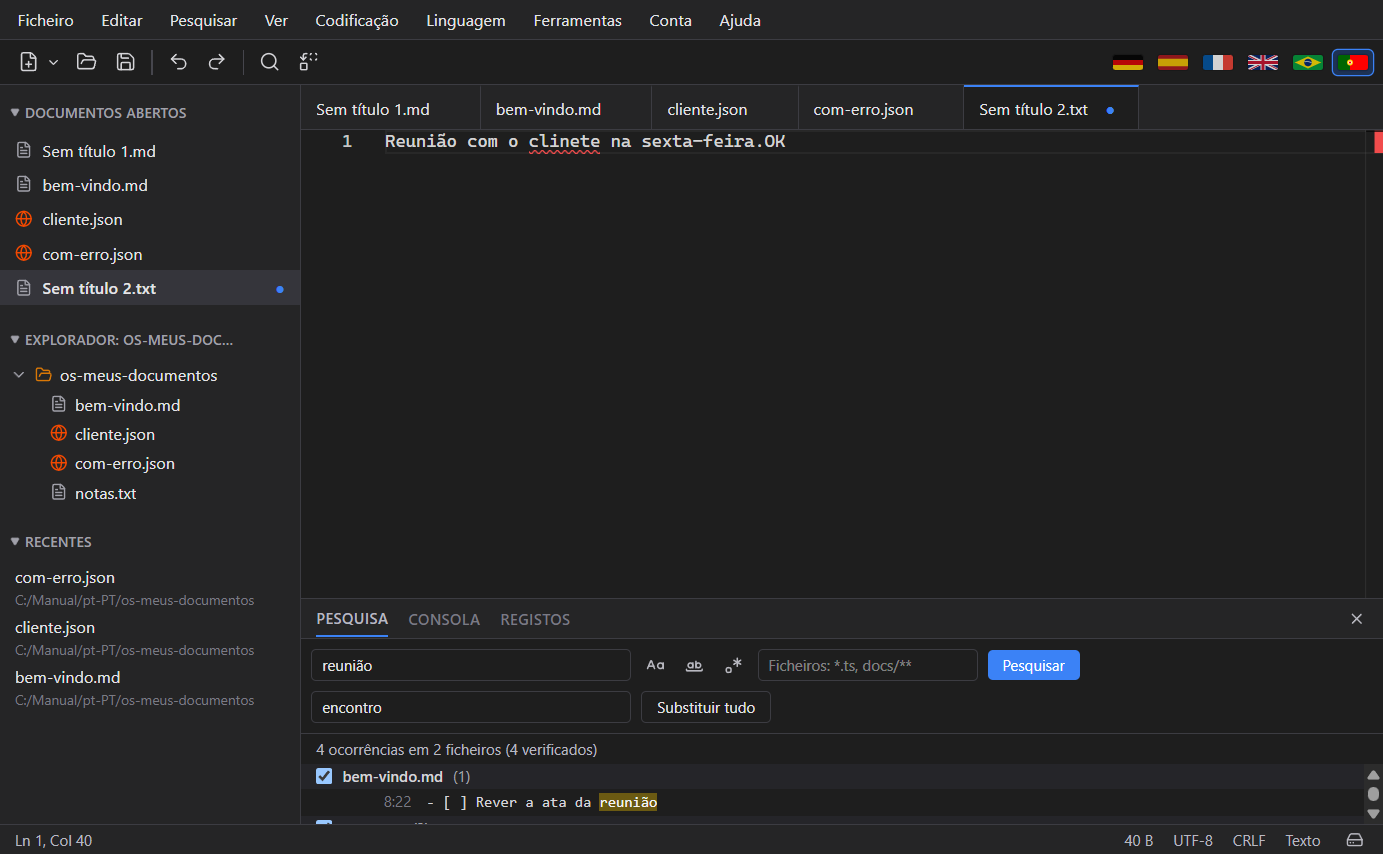 Ficheiro Editar Pesquisar Ver Codificação Linguagem Ferramentas Conta Ajuda
DOCUMENTOS ABERTOS
Sem título 1.md
bem-vindo.md
cliente.json
com-erro.json
Sem título 2.txt
EXPLORADOR: OS-MEUS-DOC...
os-meus-documentos
bem-vindo.md
cliente.json
com-erro.json
notas.txt
RECENTES
com-erro.json
C:/Manual/pt-PT/os-meus-documentos
cliente.json
C:/Manual/pt-PT/os-meus-documentos
bem-vindo.md
C:/Manual/pt-PT/os-meus-documentos
Sem título 1.md bem-vindo.md cliente.json com-erro.json Sem título 2.txt
1 Reunião com o clinete na sexta-feira.OK
PESQUISA CONSOLA REGISTOS
reunião Aa ab .* Ficheiros: *.ts, docs/** Pesquisar
encontro Substituir tudo
4 ocorrências em 2 ficheiros (4 verificados)
bem-vindo.md (1)
8:22 - [ ] Rever a ata da reunião
Ln 1, Col 40 40 B UTF-8 CRLF Texto